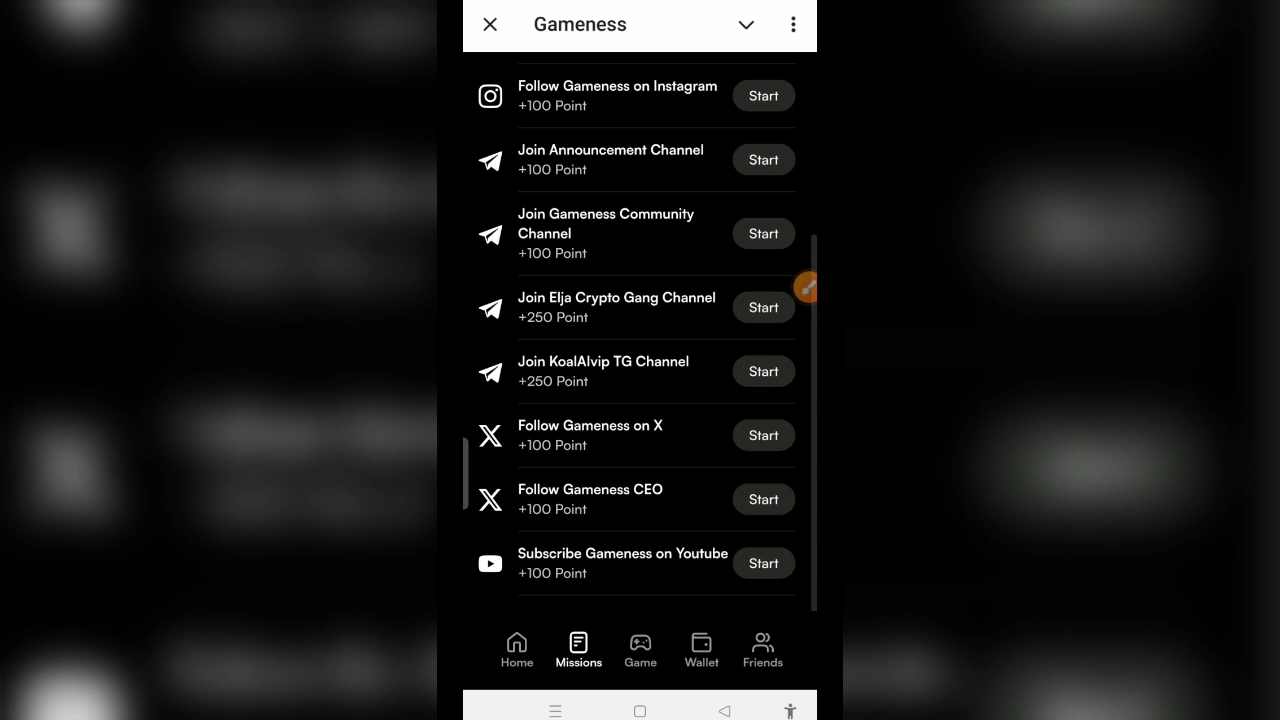 Gameness
Follow Gameness on Instagram
+100 Point
Start
Join Announcement Channel
+100 Point
Start
Join Gameness Community
Channel
+100 Point
Start
Join Elja Crypto Gang Channel
+250 Point
Start
Join KoalAlvip TG Channel
+250 Point
Start
Follow Gameness on X
+100 Point
Start
Follow Gameness CEO
+100 Point
Start
Subscribe Gameness on Youtube
+100 Point
Start
Home Missions Game Wallet Friends